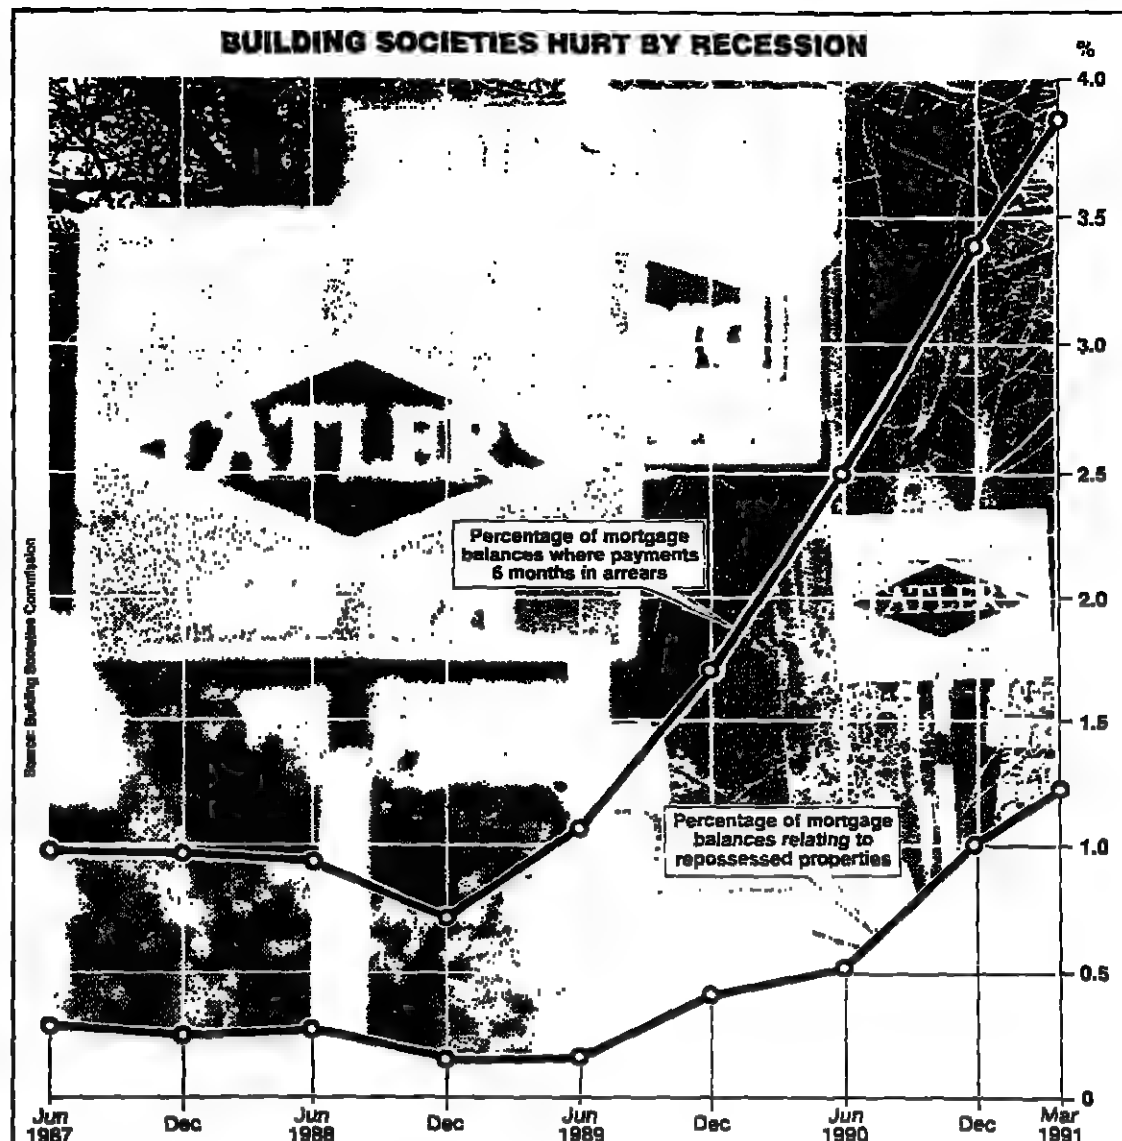 BUILDING SOCIETIES HURT BY RECESSION
%
4.0
3.5
3.0
2.5
2.0
1.5
1.0
0.5
0
Percentage of mortgage
balances where payments
6 months in arrears
Percentage of mortgage
balances relating to
repossessed properties
Source: Building Societies Commission
Jun
1987
Dec
Jun
1988
Dec
Jun
1989
Dec
Jun
1990
Dec
Mar
1991